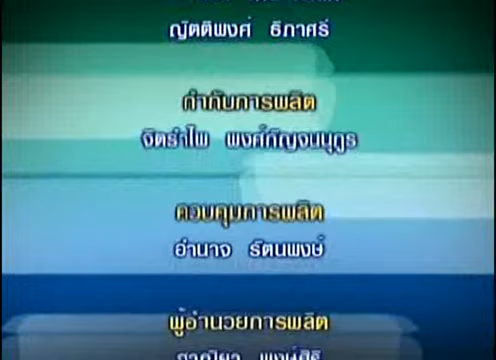 ญัตติพงศ์ ธิภาศรี
กำกับการผลิต
จิตรำไพ พงศ์กิญจนนุกูร
ควบคุมการผลิต
อำนาจ รัตนพงษ์
ผู้อำนวยการผลิต